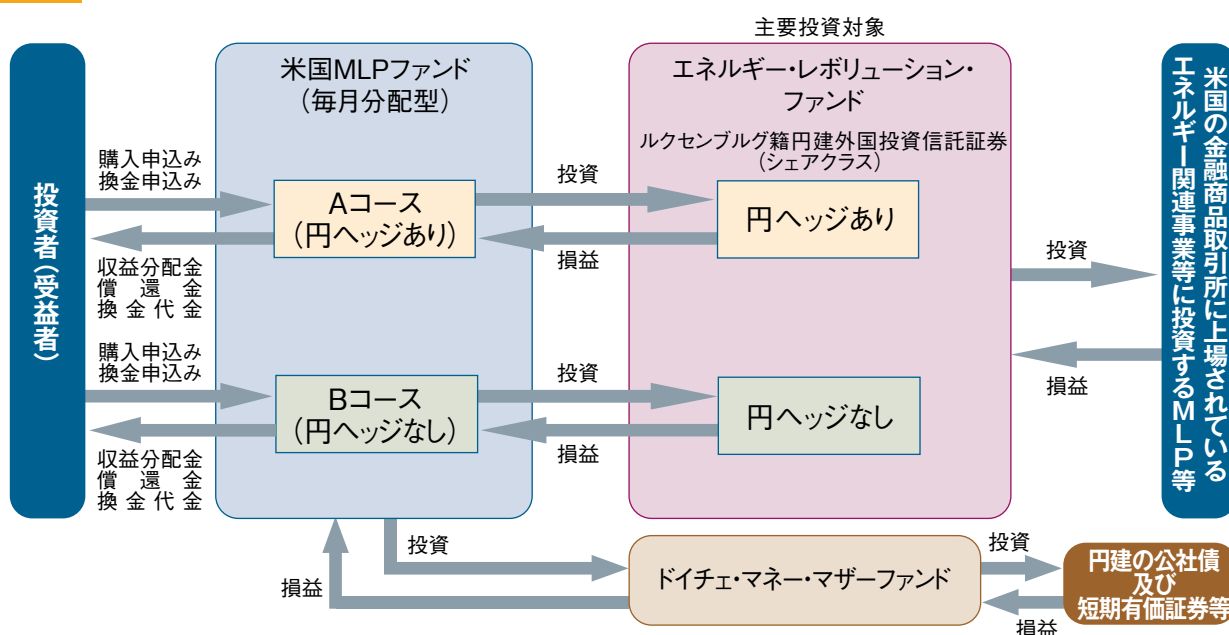 主要投資対象
投資者（受益者）
購入申込み
換金申込み
収益分配金
償還金
換金代金
購入申込み
換金申込み
収益分配金
償還金
換金代金
米国MLPファンド
（毎月分配型）
Aコース
（円ヘッジあり）
Bコース
（円ヘッジなし）
投資
損益
投資
損益
エネルギー・レボリューション・
ファンド
ルクセンブルグ籍円建外国投資信託証券
（シェアクラス）
円ヘッジあり
円ヘッジなし
投資
損益
米国の金融商品取引所に上場されている
エネルギー関連事業等に投資するMLP等
投資
損益
ドイチェ・マネー・マザーファンド
投資
損益
円建の公社債
及び
短期有価証券等